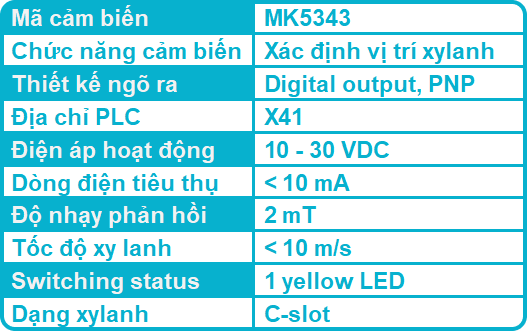 Mã cảm biến MK5343
Chức năng cảm biến Xác định vị trí xylanh
Thiết kế ngõ ra Digital output, PNP
Địa chỉ PLC X41
Điện áp hoạt động 10 - 30 VDC
Dòng điện tiêu thụ < 10 mA
Độ nhạy phản hồi 2 mT
Tốc độ xy lanh < 10 m/s
Switching status 1 yellow LED
Dạng xylanh C-slot